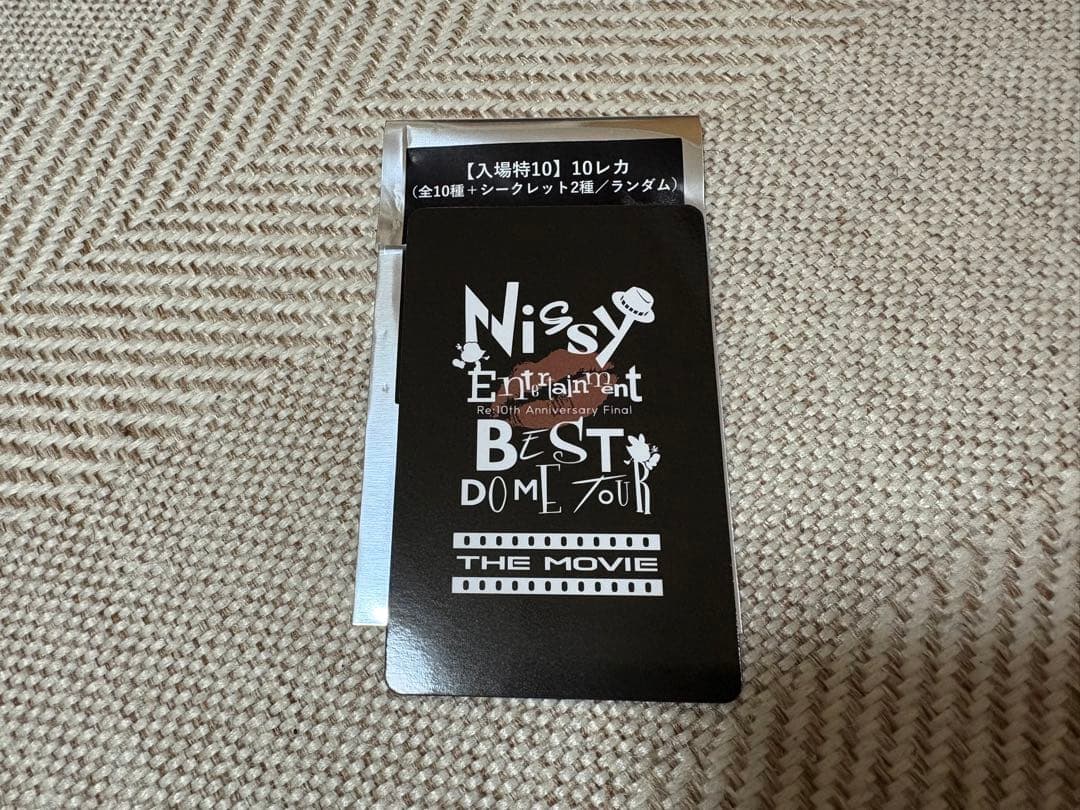 【入場特10】10レカ
(全10種+シークレット2種/ランダム)
Nissy
Entertainment
Re:10th Anniversary Final
BEST
DOME TOUR
THE MOVIE